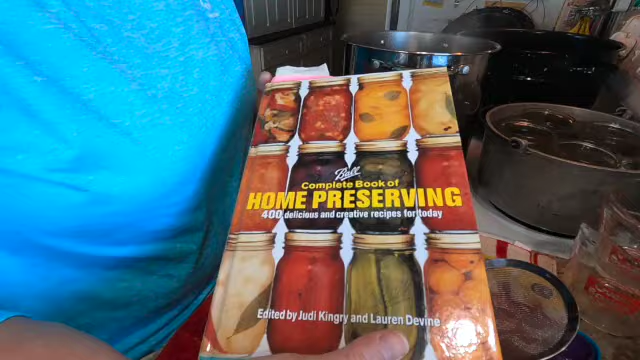 Ball
Complete Book of
HOME PRESERVING
400 delicious and creative recipes for today
Edited by Judi Kingry and Lauren Devine